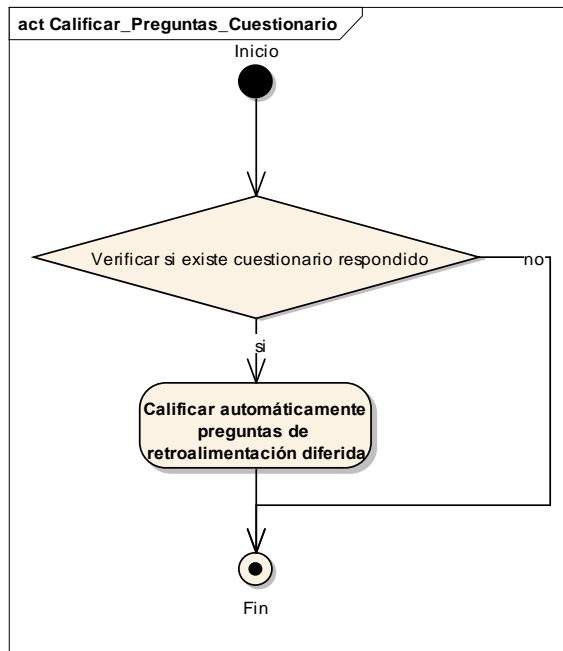 act Calificar_Preguntas_Cuestionario
Inicio
Verificar si existe cuestionario respondido
no
si
Calificar automáticamente
preguntas de
retroalimentación diferida
Fin